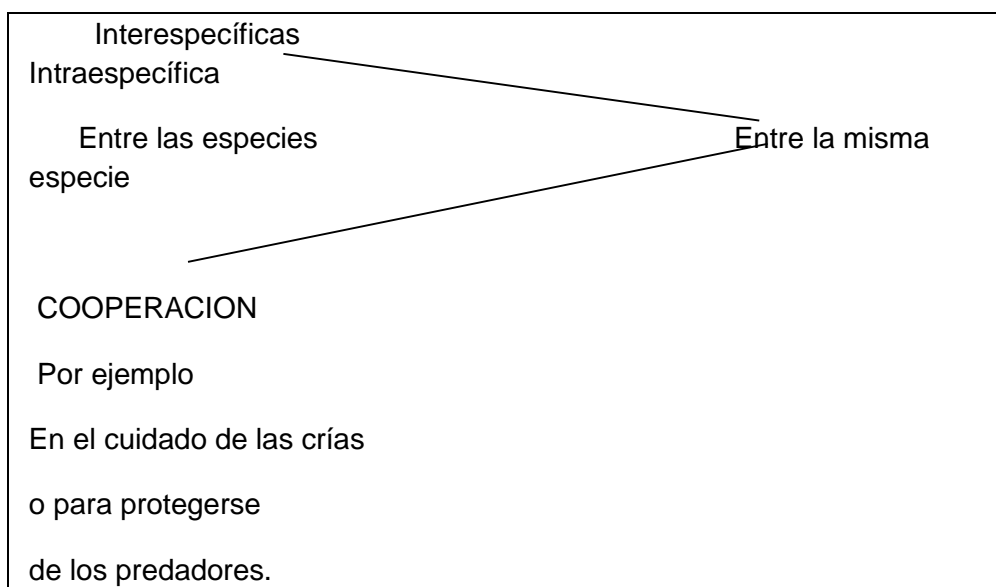 Interespecíficas
Intraespecífica
Entre las especies Entre la misma
especie
COOPERACION
Por ejemplo
En el cuidado de las crías
o para protegerse
de los predadores.